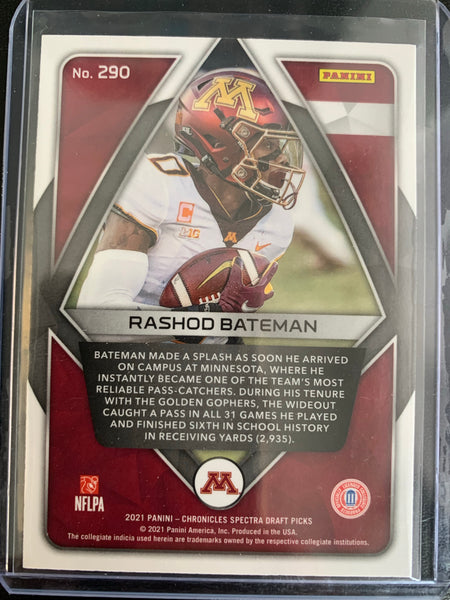 No. 290
PANINI
M
0
C
B1G
M
RASHOD BATEMAN
BATEMAN MADE A SPLASH AS SOON HE ARRIVED
ON CAMPUS AT MINNESOTA, WHERE HE
INSTANTLY BECAME ONE OF THE TEAM'S MOST
RELIABLE PASS-CATCHERS. DURING HIS TENURE
WITH THE GOLDEN GOPHERS, THE WIDEOUT
CAUGHT A PASS IN ALL 31 GAMES HE PLAYED
AND FINISHED SIXTH IN SCHOOL HISTORY
IN RECEIVING YARDS (2,935).
M
NFLPA
2021 PANINI – CHRONICLES SPECTRA DRAFT PICKS
© 2021 Panini America, Inc. Produced in the USA.
The collegiate indicia used herein are trademarks owned by the respective collegiate institutions.